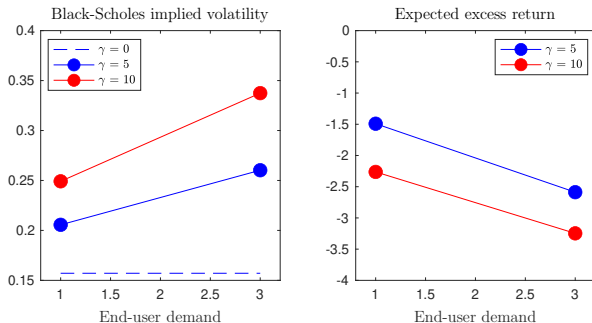 Black-Scholes implied volatility
0.4
0.35
0.3
0.25
0.2
0.15
γ = 0
γ = 5
γ = 10
1
1.5
2
2.5
3
End-user demand
Expected excess return
0
-0.5
-1
-1.5
-2
-2.5
-3
-3.5
-4
γ = 5
γ = 10
1
1.5
2
2.5
3
End-user demand